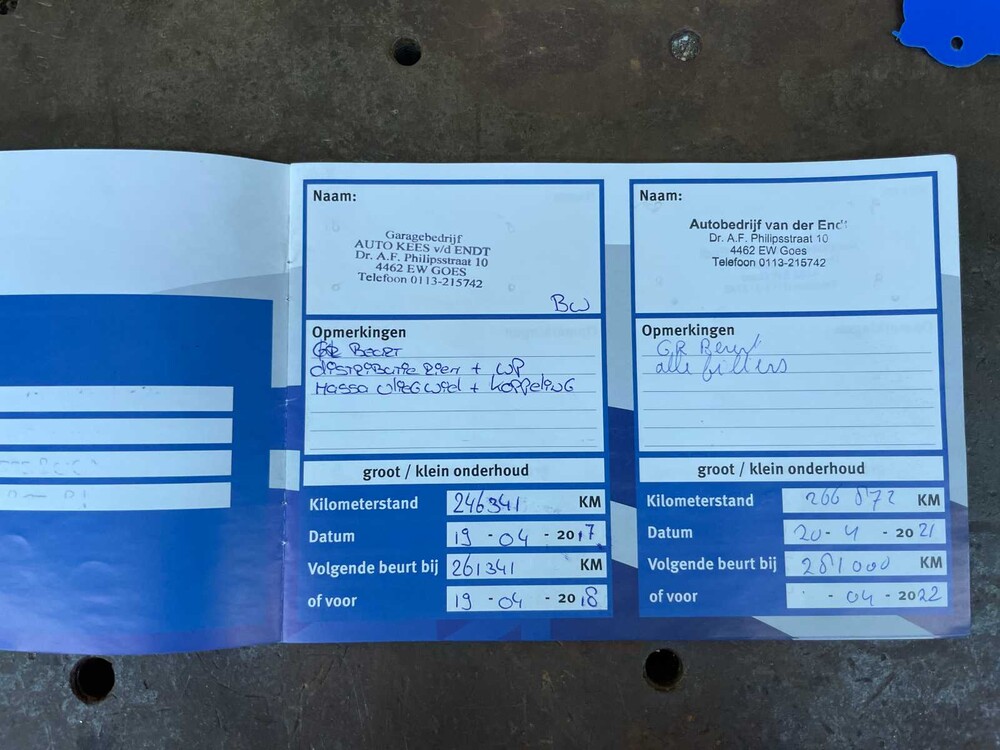 Naam:
Garagebedrijf
AUTO KEES v/d ENDT
Dr. A.F. Philipsstraat 10
4462 EW GOES
Telefoon 0113-215742
BW
Opmerkingen
GR BEURT
DISTRIBUTIE RIEM + WP
MASSA VLIEGWIEL + KOPPELING
groot / klein onderhoud
Kilometerstand 246341 KM
Datum 19 - 04 - 2017
Volgende beurt bij 261341 KM
of voor 19 - 04 - 2018
Naam:
Autobedrijf van der Endt
Dr. A.F. Philipsstraat 10
4462 EW Goes
Telefoon 0113-215742
Opmerkingen
GR Beurt
alle filters
groot / klein onderhoud
Kilometerstand 266 872 KM
Datum 20 - 4 - 2021
Volgende beurt bij 281000 KM
of voor - 04 - 2022